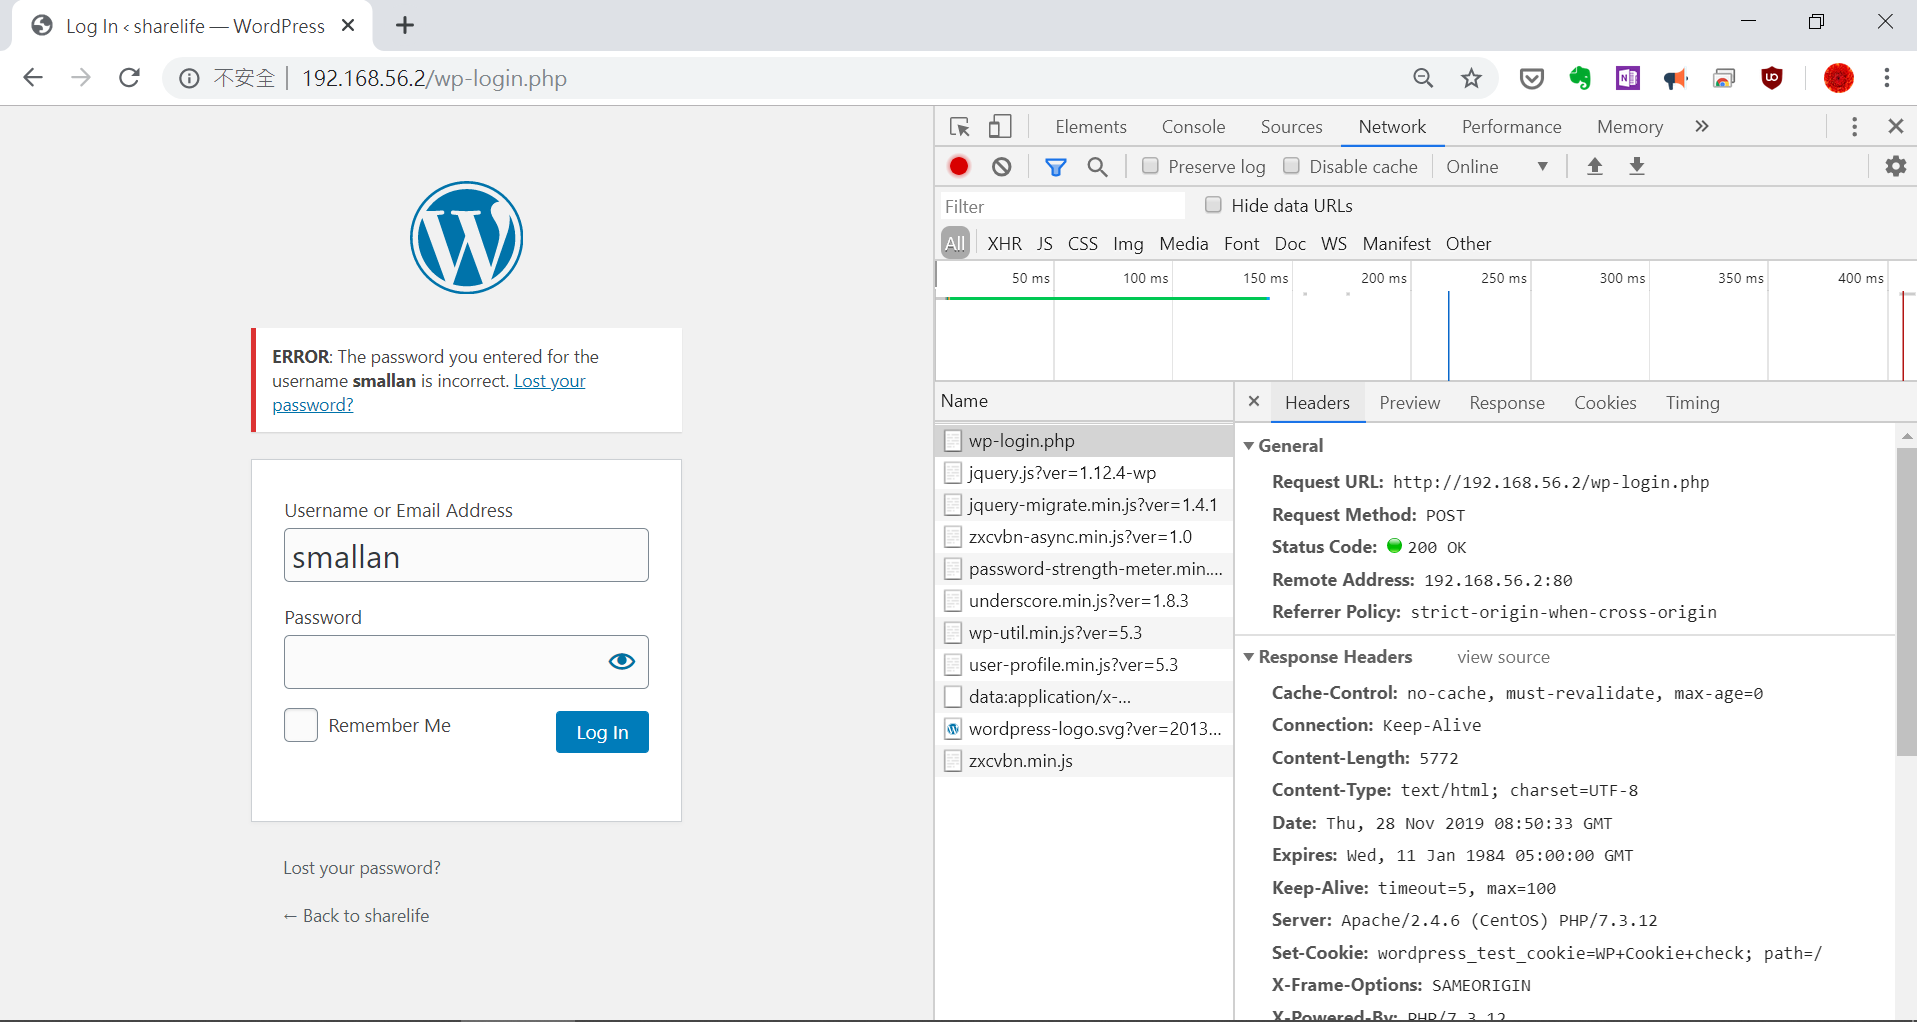 Log In ‹ sharelife — WordPress
不安全 | 192.168.56.2/wp-login.php
ERROR: The password you entered for the
username smallan is incorrect. Lost your
password?
Username or Email Address
smallan
Password
Remember Me
Log In
Lost your password?
← Back to sharelife
Elements Console Sources Network Performance Memory »
Preserve log Disable cache Online
Filter Hide data URLs
All XHR JS CSS Img Media Font Doc WS Manifest Other
50 ms 100 ms 150 ms 200 ms 250 ms 300 ms 350 ms 400 ms
Name
wp-login.php
jquery.js?ver=1.12.4-wp
jquery-migrate.min.js?ver=1.4.1
zxcvbn-async.min.js?ver=1.0
password-strength-meter.min....
underscore.min.js?ver=1.8.3
wp-util.min.js?ver=5.3
user-profile.min.js?ver=5.3
data:application/x-...
wordpress-logo.svg?ver=2013...
zxcvbn.min.js
Headers Preview Response Cookies Timing
General
Request URL: http://192.168.56.2/wp-login.php
Request Method: POST
Status Code: 200 OK
Remote Address: 192.168.56.2:80
Referrer Policy: strict-origin-when-cross-origin
Response Headers view source
Cache-Control: no-cache, must-revalidate, max-age=0
Connection: Keep-Alive
Content-Length: 5772
Content-Type: text/html; charset=UTF-8
Date: Thu, 28 Nov 2019 08:50:33 GMT
Expires: Wed, 11 Jan 1984 05:00:00 GMT
Keep-Alive: timeout=5, max=100
Server: Apache/2.4.6 (CentOS) PHP/7.3.12
Set-Cookie: wordpress_test_cookie=WP+Cookie+check; path=/
X-Frame-Options: SAMEORIGIN
X-Powered-By: PHP/7.3.12